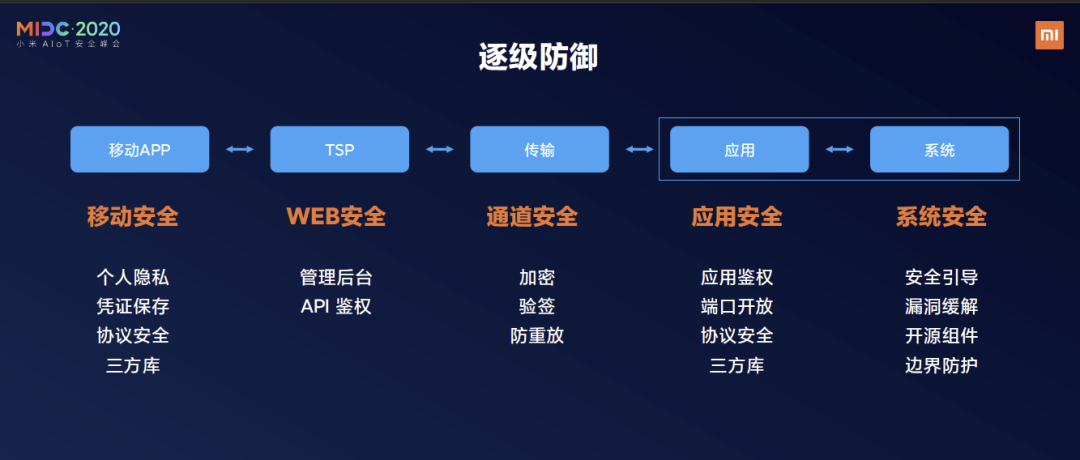 MIDC·2020
小米 AIoT 安全峰会
逐级防御
移动APP
TSP
传输
应用
系统
移动安全
WEB安全
通道安全
应用安全
系统安全
个人隐私
凭证保存
协议安全
三方库
管理后台
API 鉴权
加密
验签
防重放
应用鉴权
端口开放
协议安全
三方库
安全引导
漏洞缓解
开源组件
边界防护